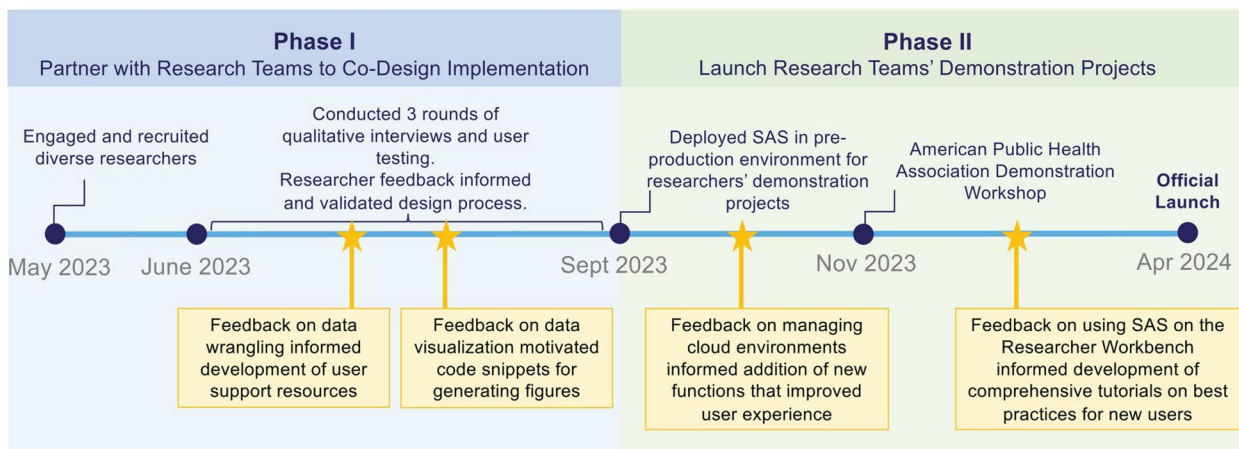 Phase I
Partner with Research Teams to Co-Design Implementation
Phase II
Launch Research Teams' Demonstration Projects
Engaged and recruited
diverse researchers
Conducted 3 rounds of
qualitative interviews and user
testing.
Researcher feedback informed
and validated design process.
Deployed SAS in pre-
production environment for
researchers' demonstration
projects
American Public Health
Association Demonstration
Workshop
Official
Launch
May 2023
June 2023
Sept 2023
Nov 2023
Apr 2024
Feedback on data
wrangling informed
development of user
support resources
Feedback on data
visualization motivated
code snippets for
generating figures
Feedback on managing
cloud environments
informed addition of new
functions that improved
user experience
Feedback on using SAS on the
Researcher Workbench
informed development of
comprehensive tutorials on best
practices for new users